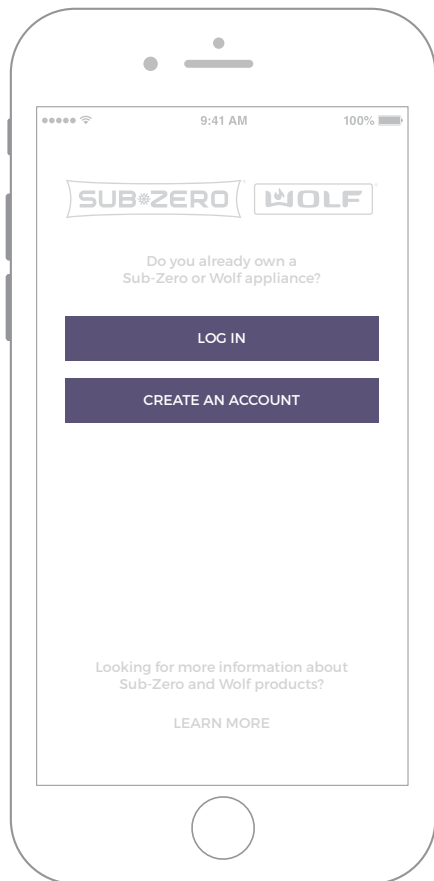 9:41 AM 100%
SUB-ZERO WOLF
Do you already own a
Sub-Zero or Wolf appliance?
LOG IN
CREATE AN ACCOUNT
Looking for more information about
Sub-Zero and Wolf products?
LEARN MORE